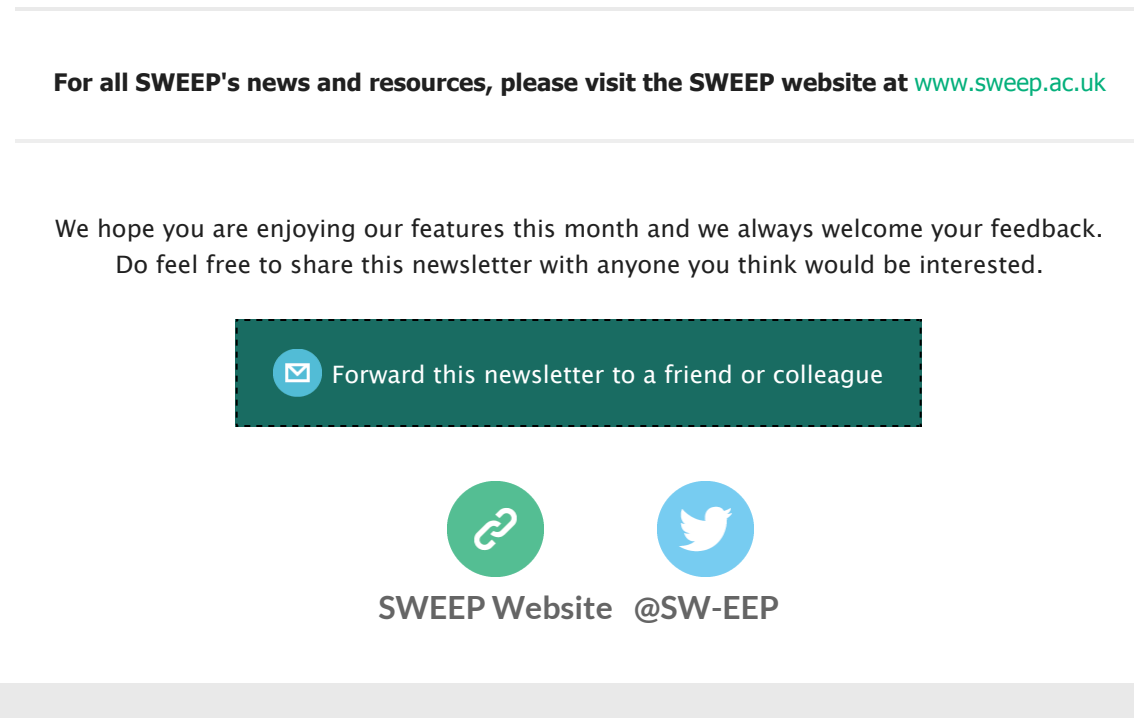 For all SWEEP's news and resources, please visit the SWEEP website at www.sweep.ac.uk
We hope you are enjoying our features this month and we always welcome your feedback.
Do feel free to share this newsletter with anyone you think would be interested.
Forward this newsletter to a friend or colleague
SWEEP Website @SW-EEP